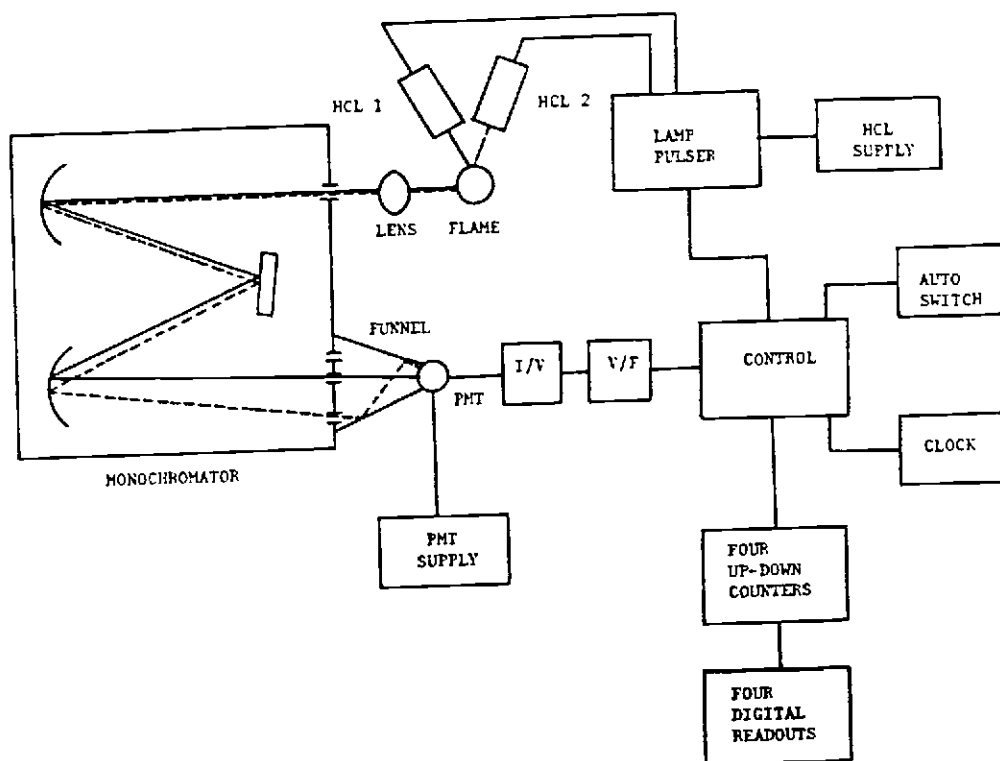 HCL 1
HCL 2
LAMP
PULSER
HCL
SUPPLY
LENS
FLAME
AUTO
SWITCH
FUNNEL
I/V
V/F
CONTROL
PMT
CLOCK
MONOCHROMATOR
PMT
SUPPLY
FOUR
UP-DOWN
COUNTERS
FOUR
DIGITAL
READOUTS